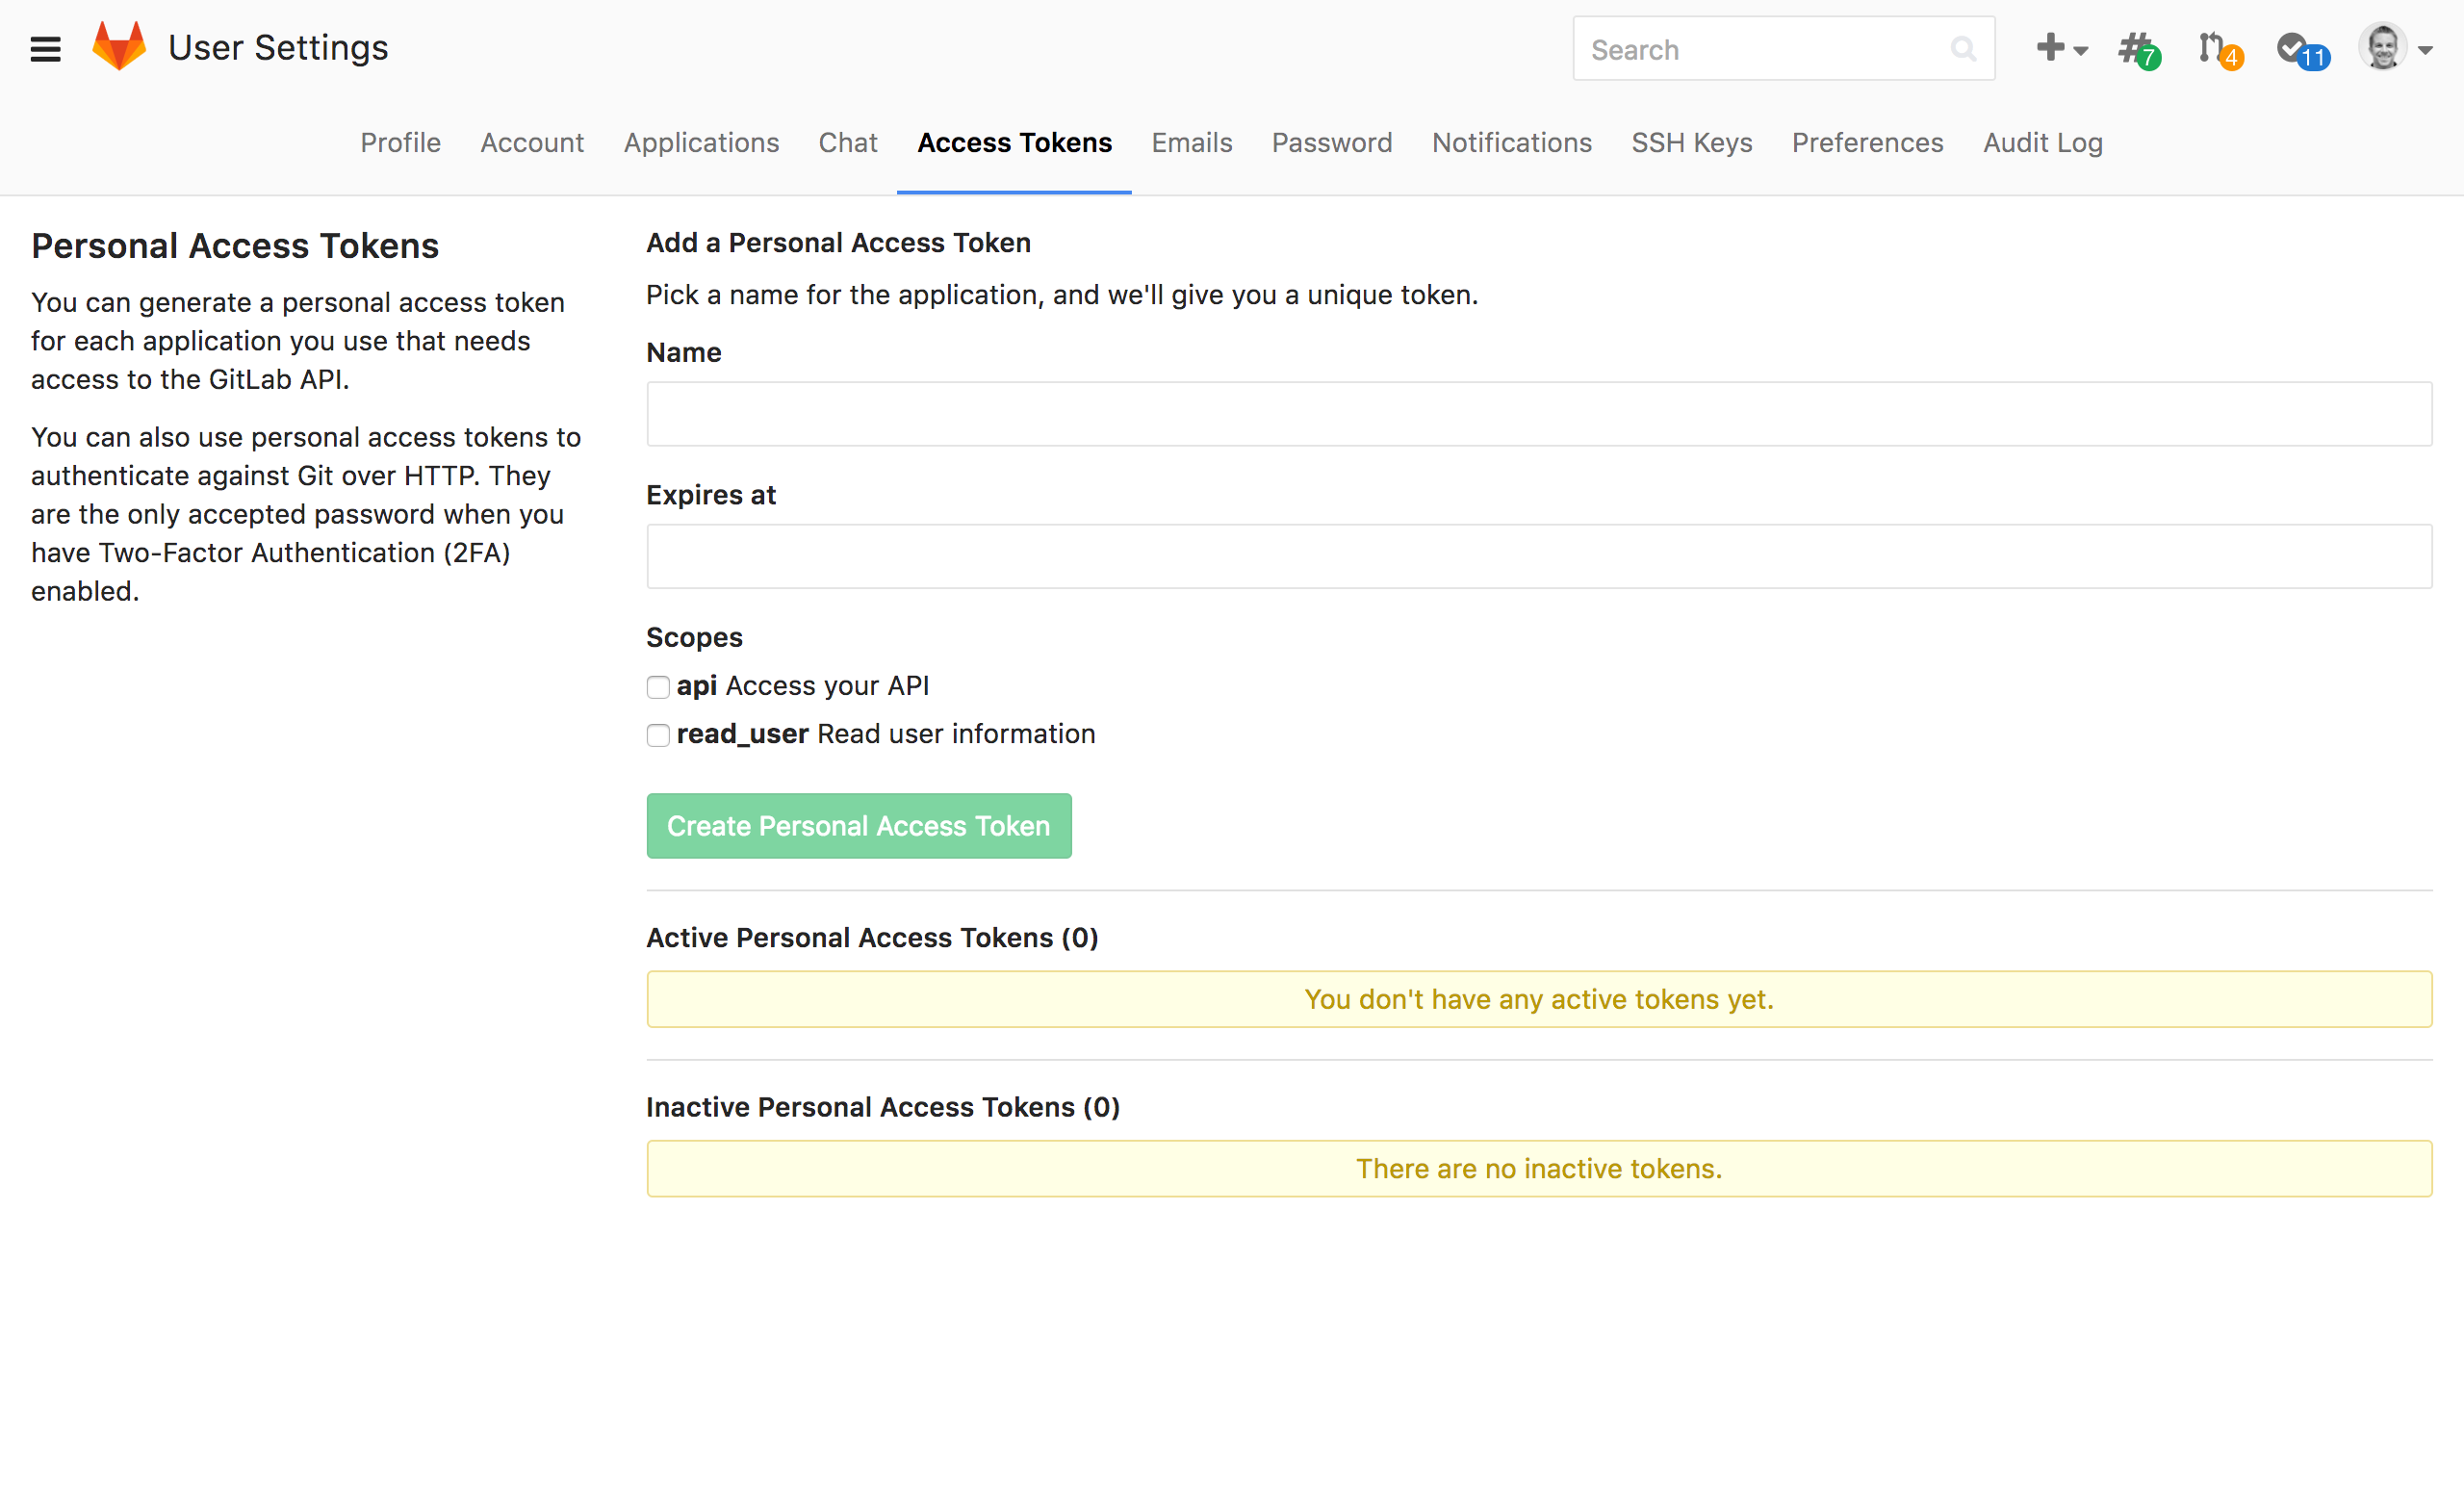 User Settings
Search
7
4
11
Profile Account Applications Chat Access Tokens Emails Password Notifications SSH Keys Preferences Audit Log
Personal Access Tokens
You can generate a personal access token
for each application you use that needs
access to the GitLab API.
You can also use personal access tokens to
authenticate against Git over HTTP. They
are the only accepted password when you
have Two-Factor Authentication (2FA)
enabled.
Add a Personal Access Token
Pick a name for the application, and we'll give you a unique token.
Name
Expires at
Scopes
api Access your API
read_user Read user information
Create Personal Access Token
Active Personal Access Tokens (0)
You don't have any active tokens yet.
Inactive Personal Access Tokens (0)
There are no inactive tokens.